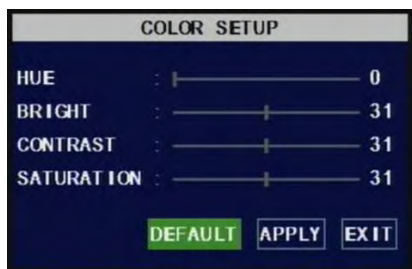 COLOR SETUP
HUE : 0
BRIGHT : 31
CONTRAST : 31
SATURATION : 31
DEFAULT APPLY EXIT